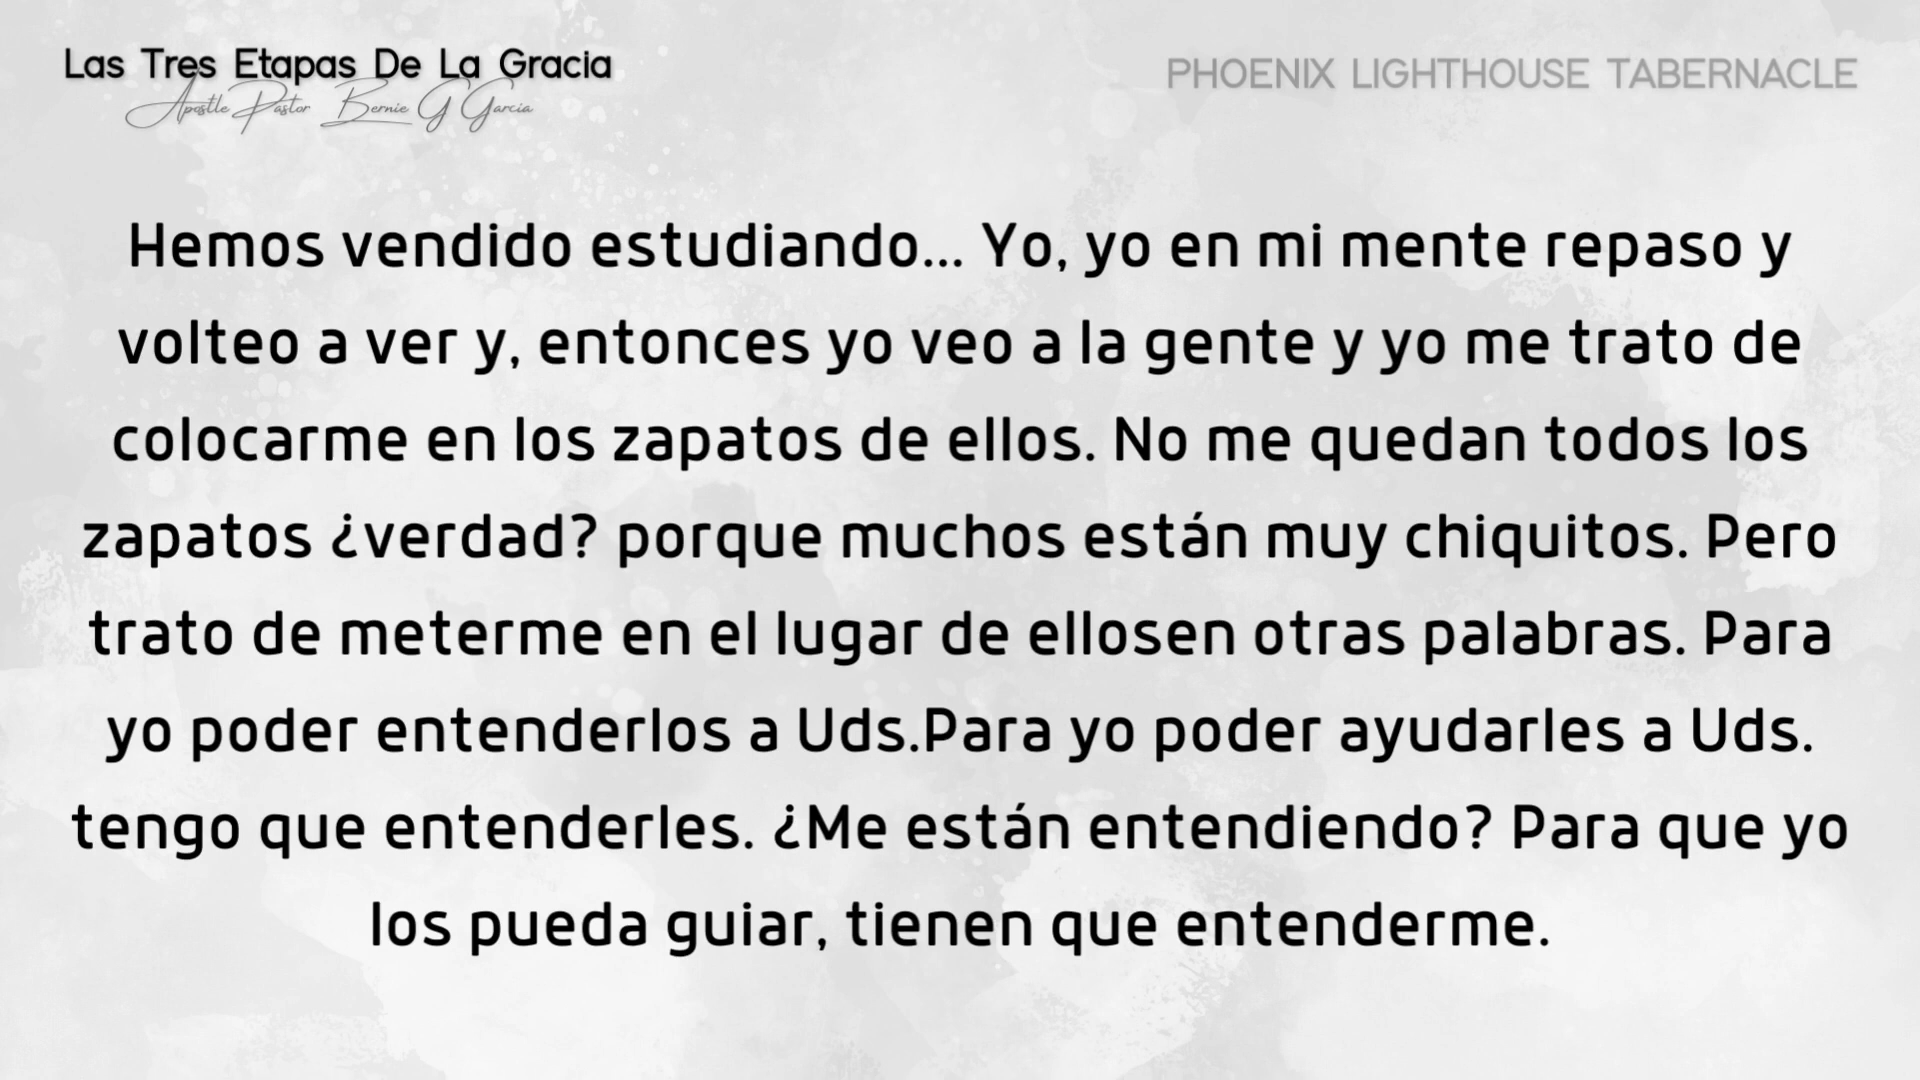 Las Tres Etapas De La Gracia
Apostle Pastor Bernie G Garcia
PHOENIX LIGHTHOUSE TABERNACLE
Hemos vendido estudiando... Yo, yo en mi mente repaso y
volteo a ver y, entonces yo veo a la gente y yo me trato de
colocarme en los zapatos de ellos. No me quedan todos los
zapatos ¿verdad? porque muchos están muy chiquitos. Pero
trato de meterme en el lugar de ellosen otras palabras. Para
yo poder entenderlos a Uds.Para yo poder ayudarles a Uds.
tengo que entenderles. ¿Me están entendiendo? Para que yo
los pueda guiar, tienen que entenderme.